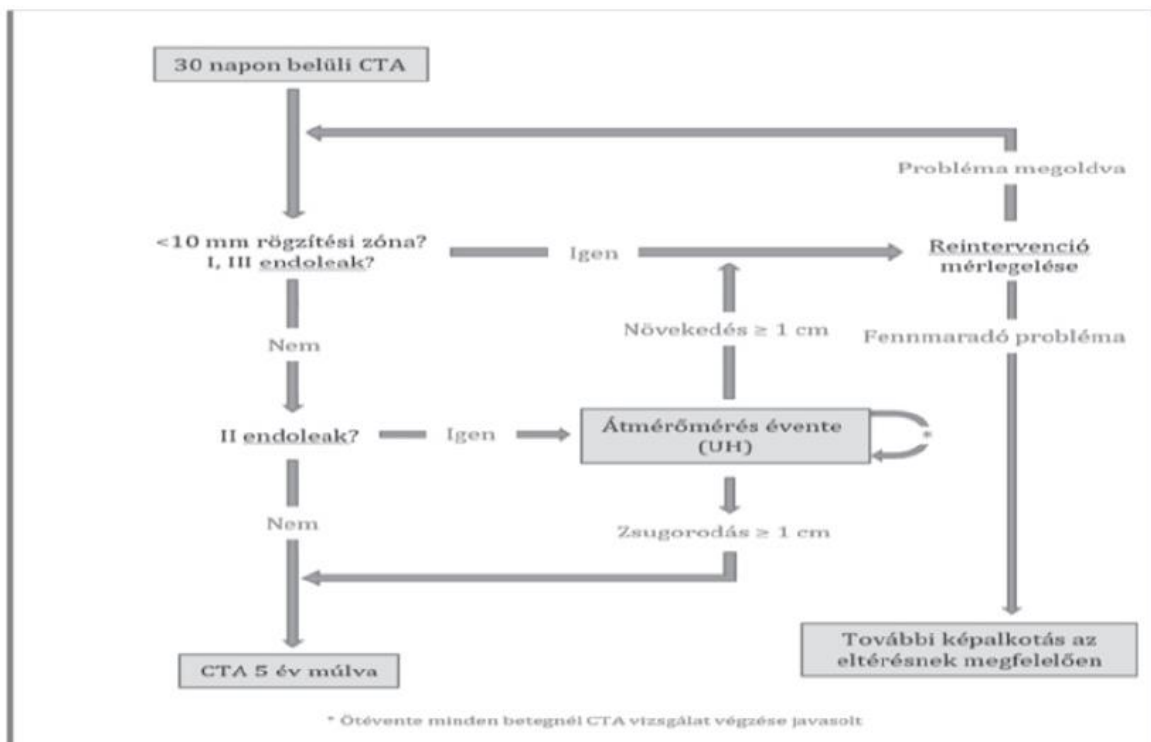 30 napon belüli CTA
Probléma megoldva
<10 mm rögzítési zóna?
I, III endoleak?
Igen
Reintervenció
mérlegelése
Nem
Növekedés ≥ 1 cm
Fennmaradó probléma
II endoleak?
Igen
Átmérőmérés évente
(UH)
*
Nem
Zsugorodás ≥ 1 cm
CTA 5 év múlva
További képalkotás az
eltérésnek megfelelően
* Ötévente minden betegnél CTA vizsgálat végzése javasolt